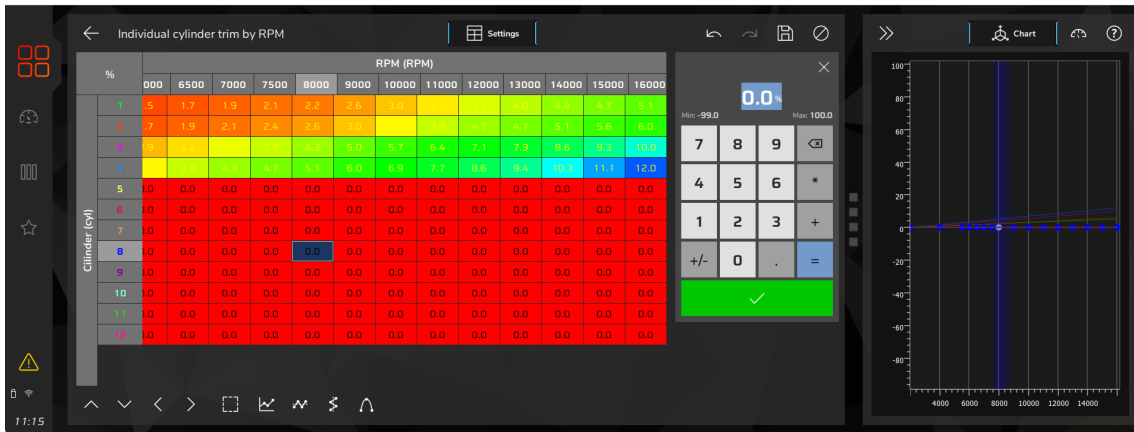 Individual cylinder trim by RPM
Settings
Chart
%
RPM (RPM)
000 6500 7000 7500 8000 9000 10000 11000 12000 13000 14000 15000 16000
Cilinder (cyl)
1 .5 1.7 1.9 2.1 2.2 2.6 3.0 4.0 4.4 4.7 5.1
.7 1.9 2.1 2.4 2.6 3.0 4.3 4.7 5.1 5.6 6.0
.9 4.3 5.0 5.7 6.4 7.1 7.9 8.6 9.3 10.0
4.3 4.7 5.1 6.0 6.9 7.7 8.6 9.4 10.3 11.1 12.0
5 0.0 0.0 0.0 0.0 0.0 0.0 0.0 0.0 0.0 0.0 0.0 0.0
6 0.0 0.0 0.0 0.0 0.0 0.0 0.0 0.0 0.0 0.0 0.0 0.0
7 0.0 0.0 0.0 0.0 0.0 0.0 0.0 0.0 0.0 0.0 0.0 0.0
8 0.0 0.0 0.0 0.0 0.0 0.0 0.0 0.0 0.0 0.0 0.0 0.0
9 0.0 0.0 0.0 0.0 0.0 0.0 0.0 0.0 0.0 0.0 0.0 0.0
10 0.0 0.0 0.0 0.0 0.0 0.0 0.0 0.0 0.0 0.0 0.0 0.0
11 0.0 0.0 0.0 0.0 0.0 0.0 0.0 0.0 0.0 0.0 0.0 0.0
12 0.0 0.0 0.0 0.0 0.0 0.0 0.0 0.0 0.0 0.0 0.0 0.0
0.0 %
Min: -99.0 Max: 100.0
7 8 9
4 5 6 *
1 2 3 +
+/- 0 . =
100
80
60
40
20
0
-20
-40
-60
-80
4000 6000 8000 10000 12000 14000
11:15